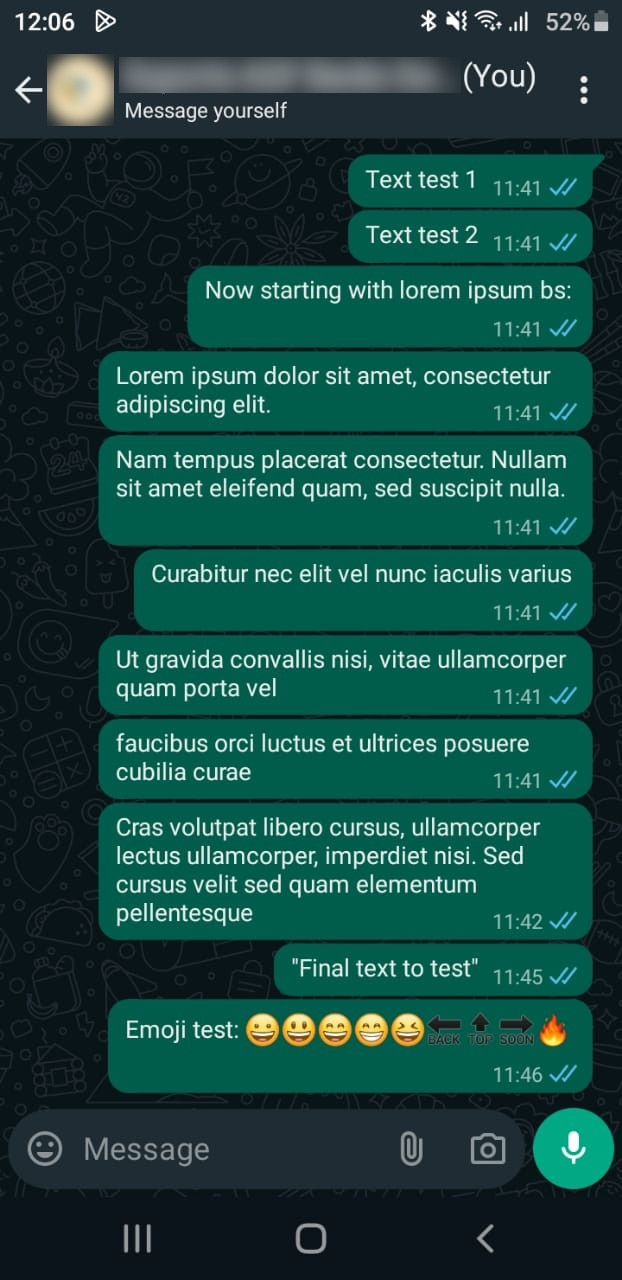 12:06 52%
(You)
Message yourself
Text test 1 11:41
Text test 2 11:41
Now starting with lorem ipsum bs:
11:41
Lorem ipsum dolor sit amet, consectetur
adipiscing elit. 11:41
Nam tempus placerat consectetur. Nullam
sit amet eleifend quam, sed suscipit nulla.
11:41
Curabitur nec elit vel nunc iaculis varius
11:41
Ut gravida convallis nisi, vitae ullamcorper
quam porta vel 11:41
faucibus orci luctus et ultrices posuere
cubilia curae 11:41
Cras volutpat libero cursus, ullamcorper
lectus ullamcorper, imperdiet nisi. Sed
cursus velit sed quam elementum
pellentesque 11:42
"Final text to test" 11:45
Emoji test: 😀😃😄😁😆🔙🔝🔜🔥
11:46
Message